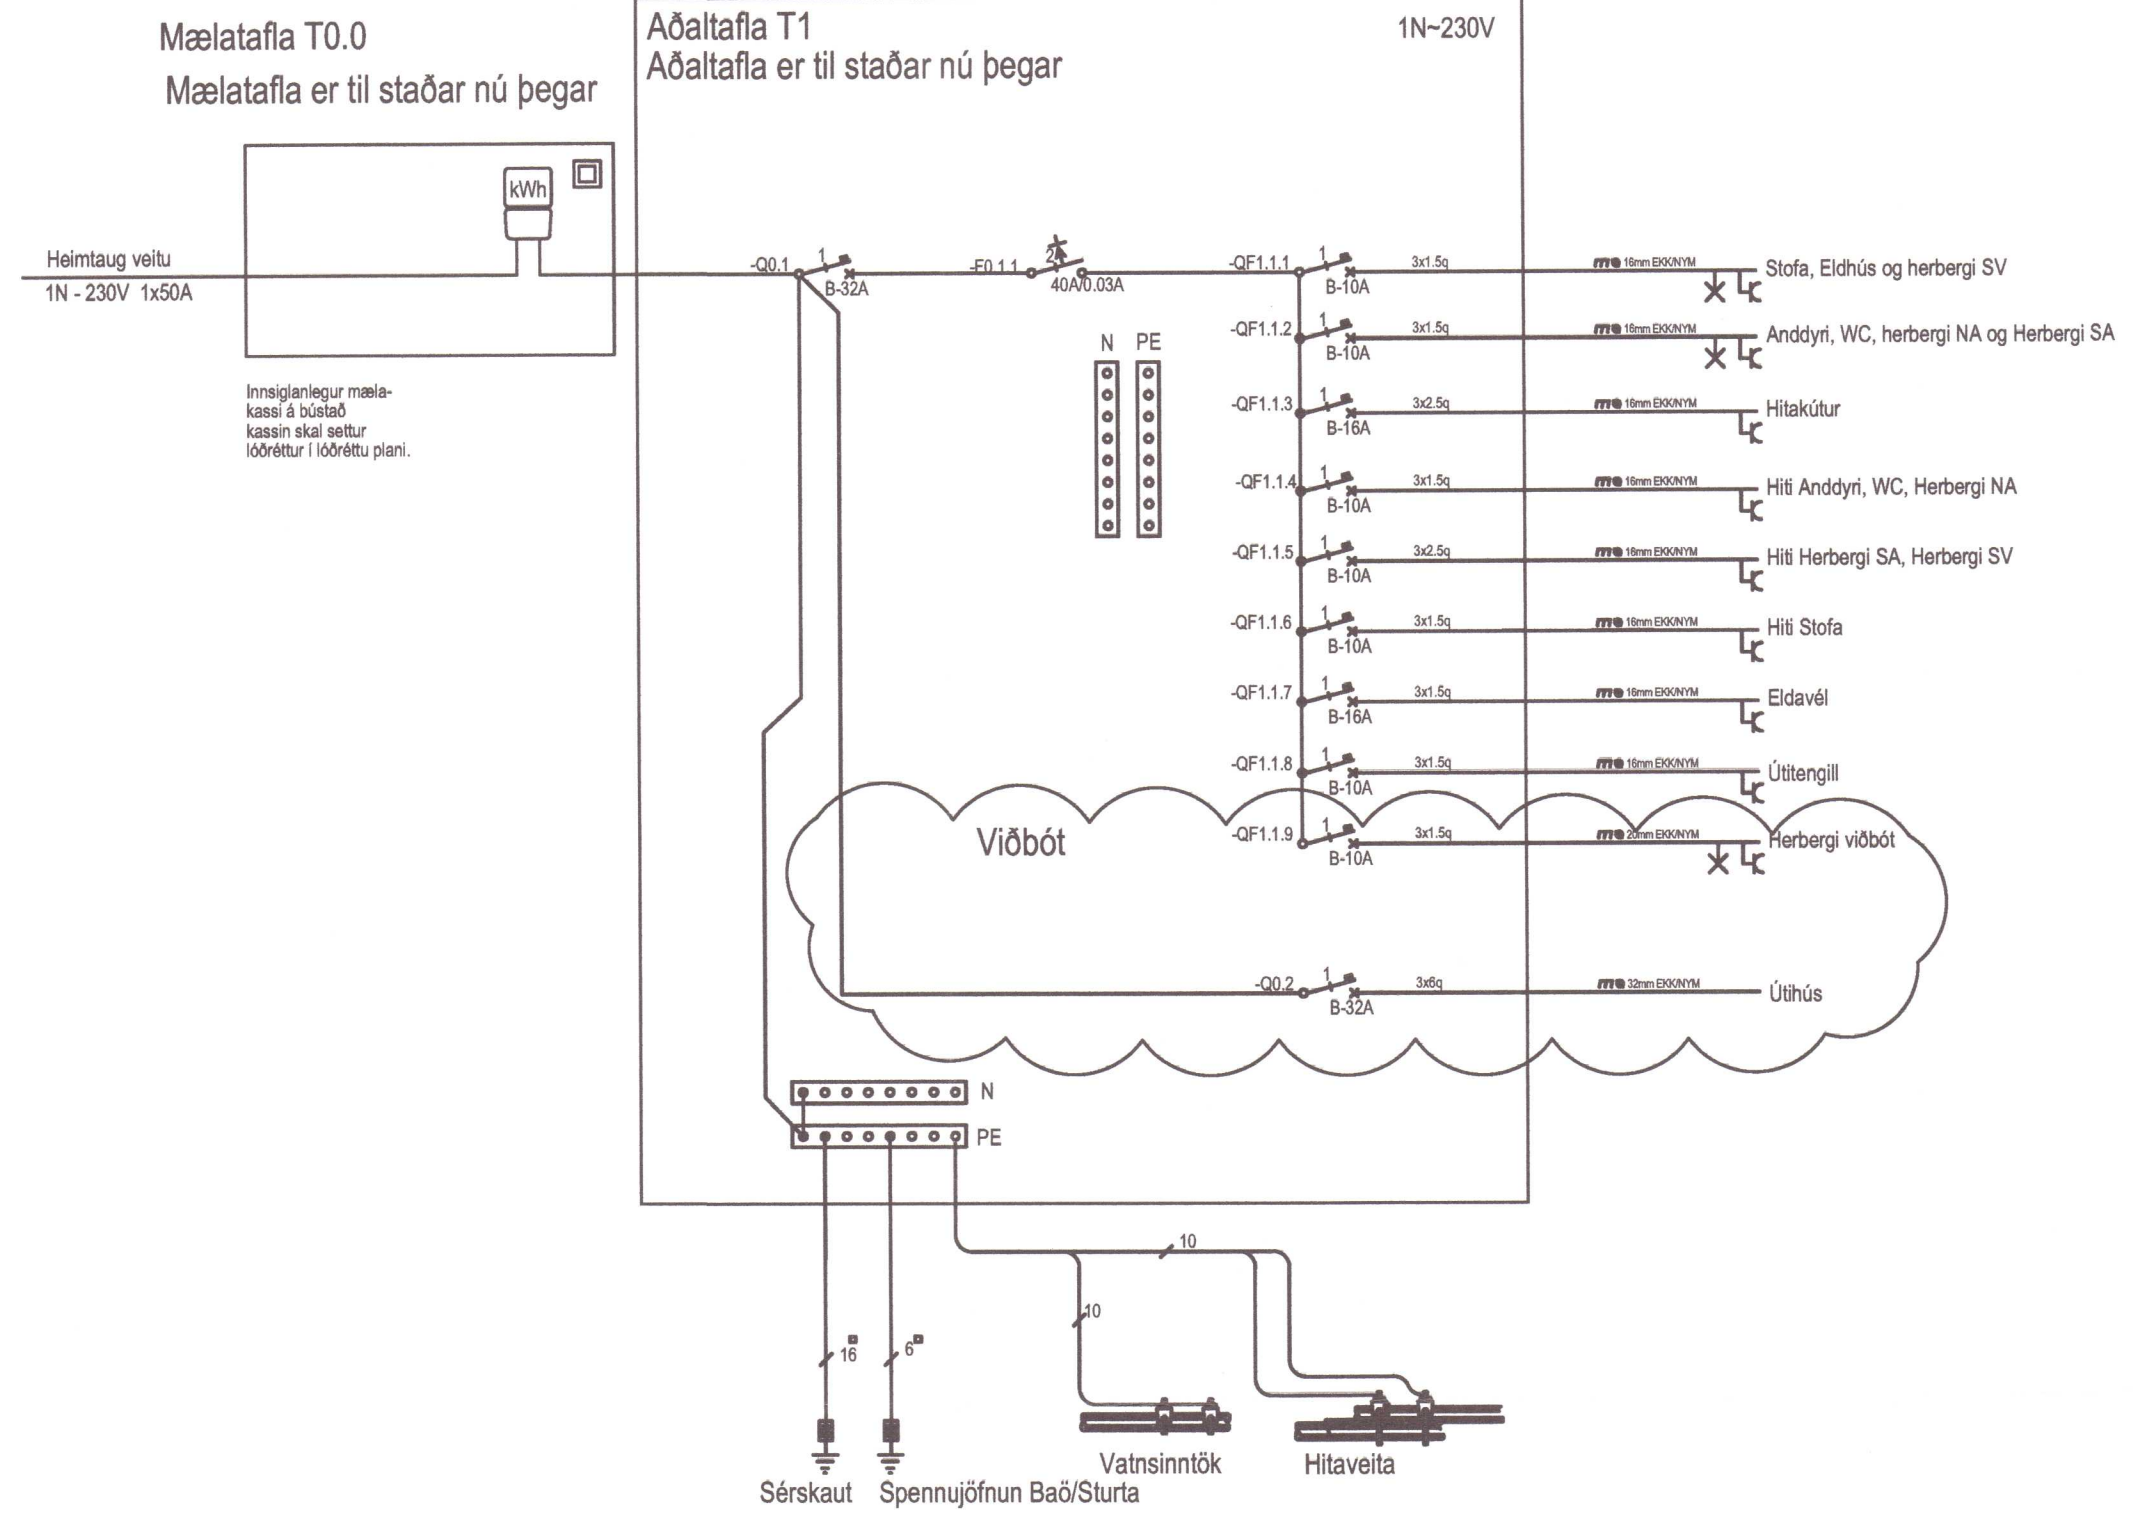 Mælatafla T0.0
Mælatafla er til staðar nú þegar
Aðaltafla T1
Aðaltafla er til staðar nú þegar
1N~230V
kWh
Heimtaug veitu
1N - 230V 1x50A
Innsiglanlegur mæla-
kassi á bústað
kassin skal settur
lóðréttur í lóðréttu plani.
-Q0.1
1
B-32A
-F0.1.1
2
40A/0.03A
N PE
-QF1.1.1 1 3x1.5q 16mm EKK/NYM Stofa, Eldhús og herbergi SV
B-10A
-QF1.1.2 1 3x1.5q 16mm EKK/NYM Anddyri, WC, herbergi NA og Herbergi SA
B-10A
-QF1.1.3 1 3x2.5q 16mm EKK/NYM Hitakútur
B-16A
-QF1.1.4 1 3x1.5q 16mm EKK/NYM Hiti Anddyri, WC, Herbergi NA
B-10A
-QF1.1.5 1 3x2.5q 16mm EKK/NYM Hiti Herbergi SA, Herbergi SV
B-10A
-QF1.1.6 1 3x1.5q 16mm EKK/NYM Hiti Stofa
B-10A
-QF1.1.7 1 3x1.5q 16mm EKK/NYM Eldavél
B-16A
-QF1.1.8 1 3x1.5q 16mm EKK/NYM Útitengill
B-10A
Viðbót
-QF1.1.9 1 3x1.5q 20mm EKK/NYM Herbergi viðbót
B-10A
-Q0.2 1 3x6q 32mm EKK/NYM Útihús
B-32A
N
PE
10
10
16
6
Vatnsinntök
Hitaveita
Sérskaut
Spennujöfnun Baö/Sturta